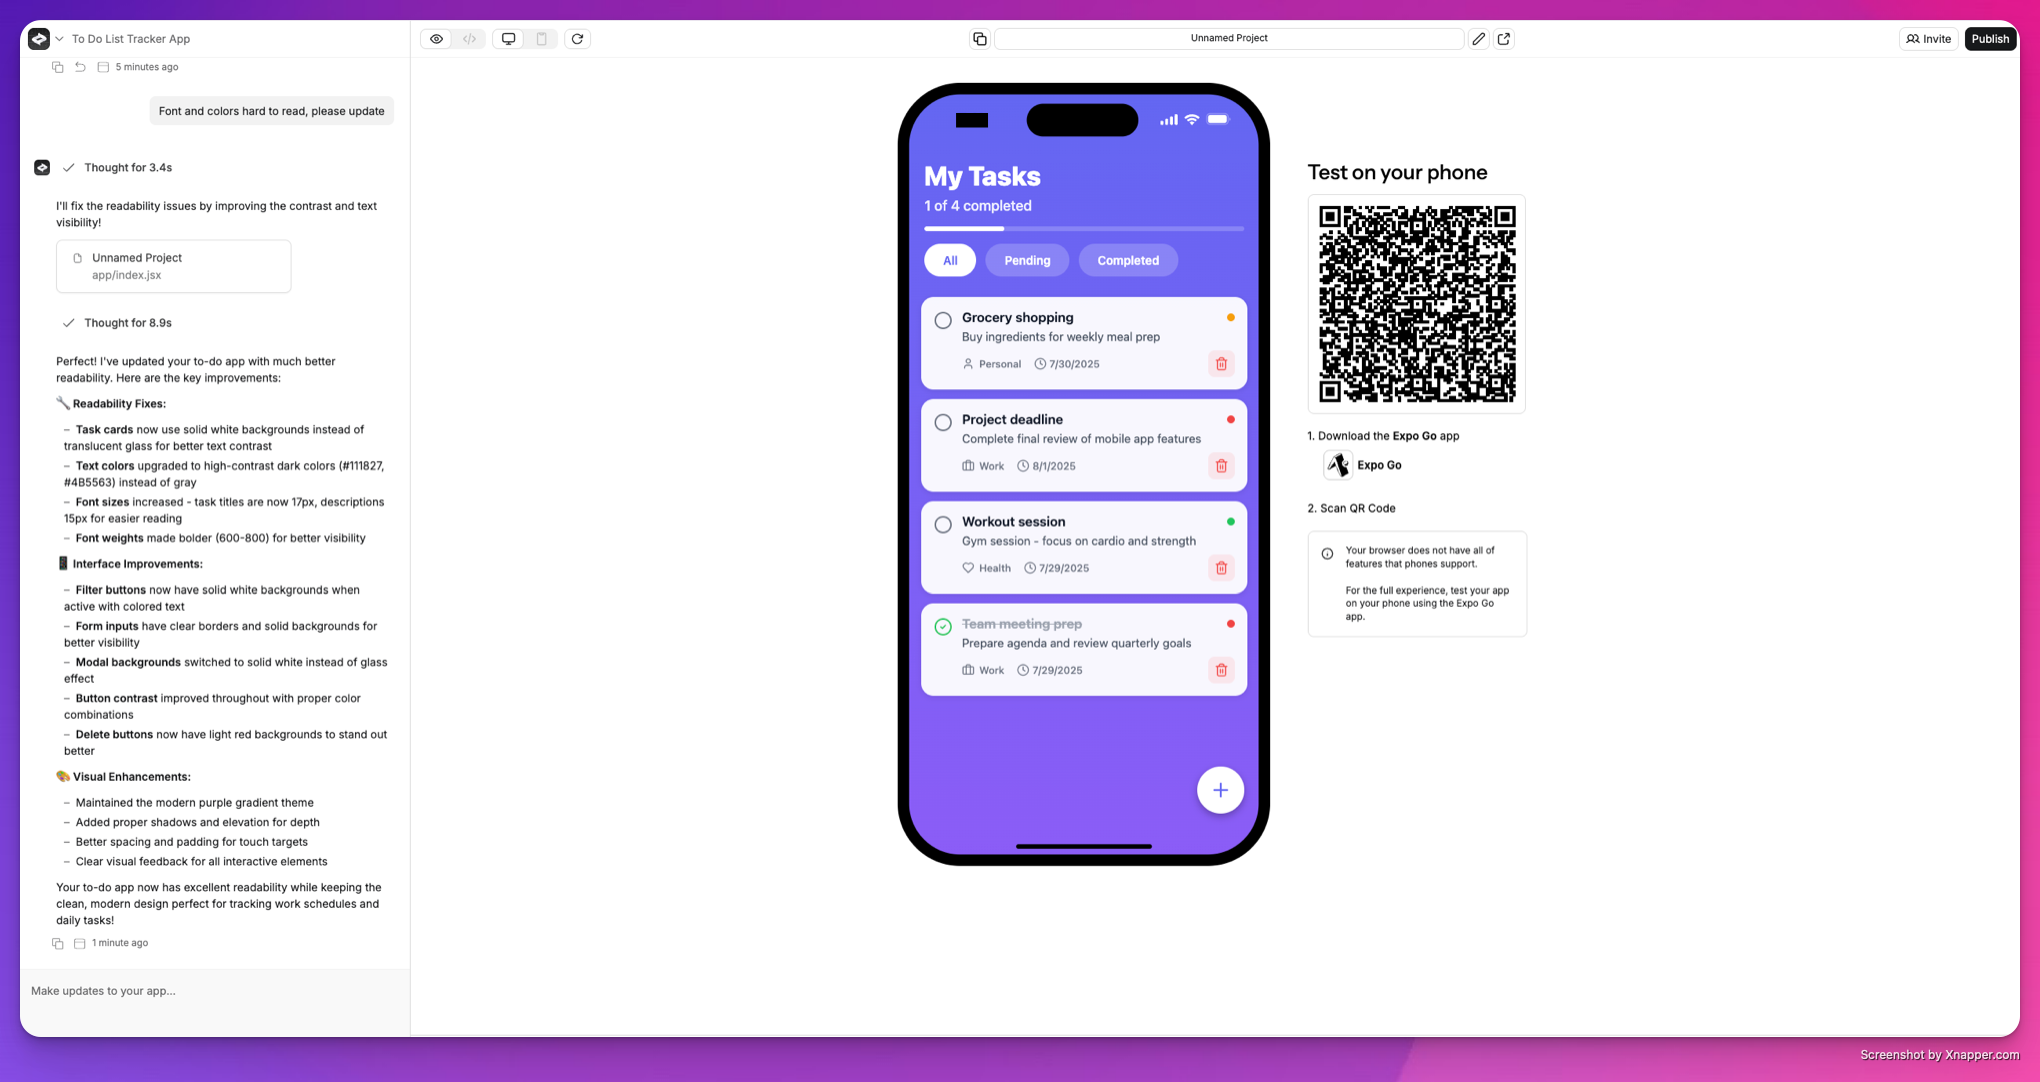 To Do List Tracker App
5 minutes ago
Font and colors hard to read, please update
Thought for 3.4s
I'll fix the readability issues by improving the contrast and text
visibility!
Unnamed Project
app/index.jsx
Thought for 8.9s
Perfect! I've updated your to-do app with much better
readability. Here are the key improvements:
🔧 Readability Fixes:
– Task cards now use solid white backgrounds instead of
translucent glass for better text contrast
– Text colors upgraded to high-contrast dark colors (#111827,
#4B5563) instead of gray
– Font sizes increased - task titles are now 17px, descriptions
15px for easier reading
– Font weights made bolder (600-800) for better visibility
📱 Interface Improvements:
– Filter buttons now have solid white backgrounds when
active with colored text
– Form inputs have clear borders and solid backgrounds for
better visibility
– Modal backgrounds switched to solid white instead of glass
effect
– Button contrast improved throughout with proper color
combinations
– Delete buttons now have light red backgrounds to stand out
better
🎨 Visual Enhancements:
– Maintained the modern purple gradient theme
– Added proper shadows and elevation for depth
– Better spacing and padding for touch targets
– Clear visual feedback for all interactive elements
Your to-do app now has excellent readability while keeping the
clean, modern design perfect for tracking work schedules and
daily tasks!
1 minute ago
Make updates to your app...
Unnamed Project
Invite
Publish
My Tasks
1 of 4 completed
All
Pending
Completed
Grocery shopping
Buy ingredients for weekly meal prep
Personal
7/30/2025
Project deadline
Complete final review of mobile app features
Work
8/1/2025
Workout session
Gym session - focus on cardio and strength
Health
7/29/2025
Team meeting prep
Prepare agenda and review quarterly goals
Work
7/29/2025
Test on your phone
1. Download the Expo Go app
Expo Go
2. Scan QR Code
Your browser does not have all of
features that phones support.
For the full experience, test your app
on your phone using the Expo Go
app.
Screenshot by Xnapper.com